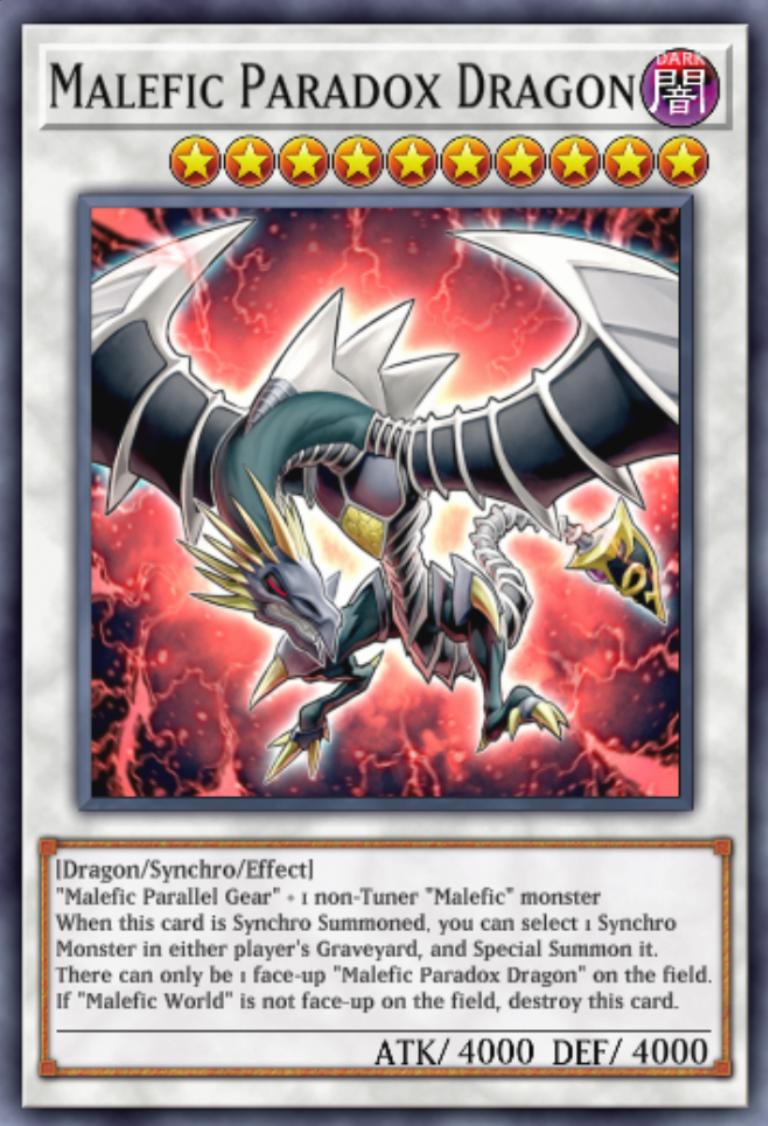 MALEFIC PARADOX DRAGON
DARK
闇
[Dragon/Synchro/Effect]
"Malefic Parallel Gear" + 1 non-Tuner "Malefic" monster
When this card is Synchro Summoned, you can select 1 Synchro
Monster in either player's Graveyard, and Special Summon it.
There can only be 1 face-up "Malefic Paradox Dragon" on the field.
If "Malefic World" is not face-up on the field, destroy this card.
ATK/ 4000 DEF/ 4000